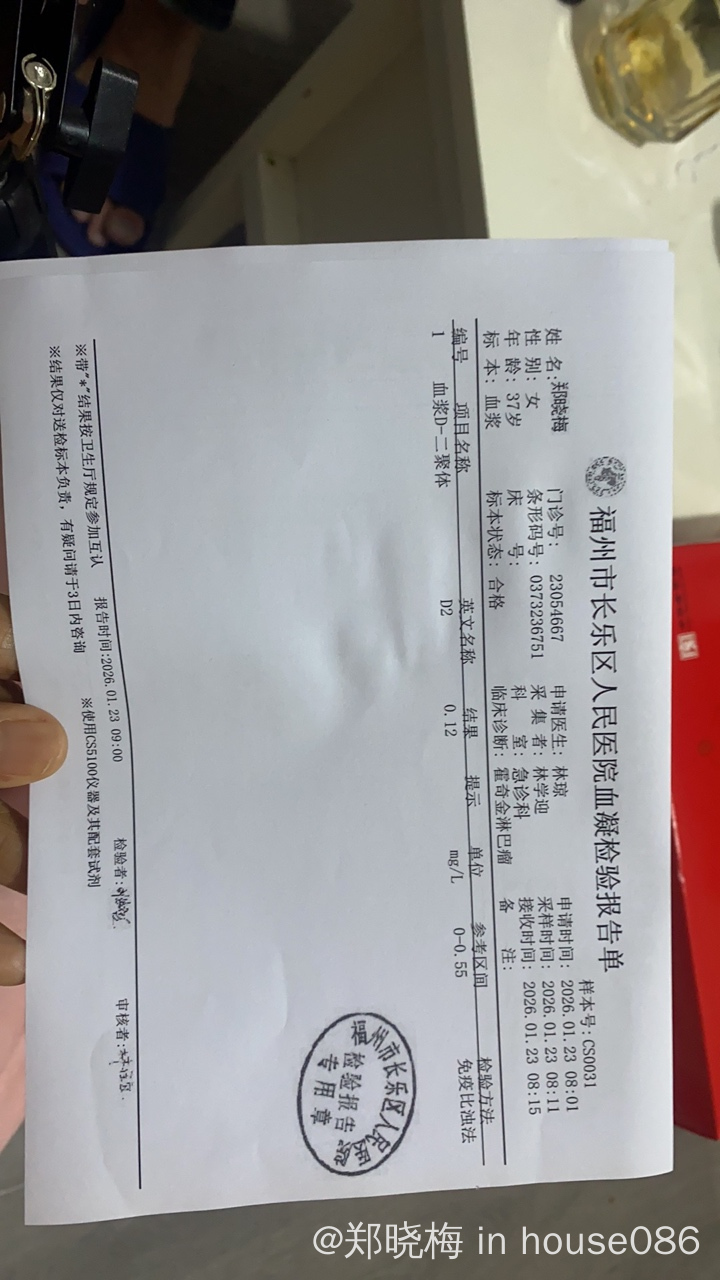 福州市长乐区人民医院血凝检验报告单
样本号: CS0031
姓 名: 郑晓梅 门诊号: 23054667 申请医生: 林琼 申请时间: 2026.01.23 08:01
性 别: 女 条形码号: 0373236751 采 集 者: 林学迎 采样时间: 2026.01.23 08:11
年 龄: 37岁 床 号: 科 室: 急诊科 接收时间: 2026.01.23 08:15
标 本: 血浆 标本状态: 合格 临床诊断: 霍奇金淋巴瘤 备 注:
编号 项目名称 英文名称 结果 提示 单位 参考区间 检验方法
1 血浆D-二聚体 D2 0.12 mg/L 0-0.55 免疫比浊法
福州市长乐区人民医院
检验报告
专用章
报告时间:2026.01.23 09:00 检验者: 审核者:
※带"*"结果按卫生厅规定参加互认 ※使用CS5100仪器及其配套试剂
※结果仅对送检标本负责, 有疑问请于3日内咨询
@郑晓梅 in house086